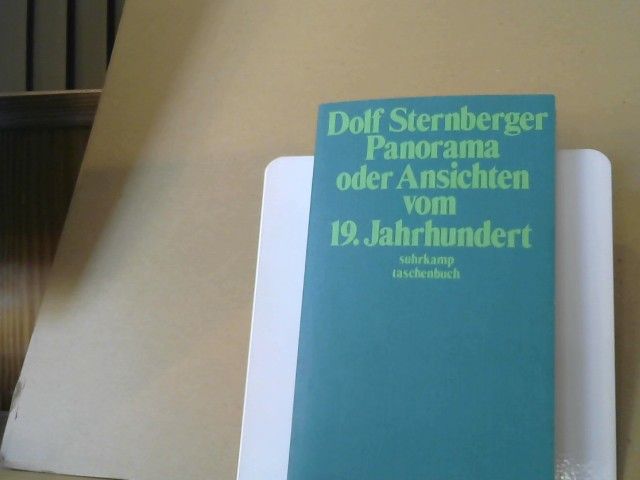 Dolf Sternberger
Panorama
oder Ansichten
vom
19. Jahrhundert
suhrkamp
taschenbuch